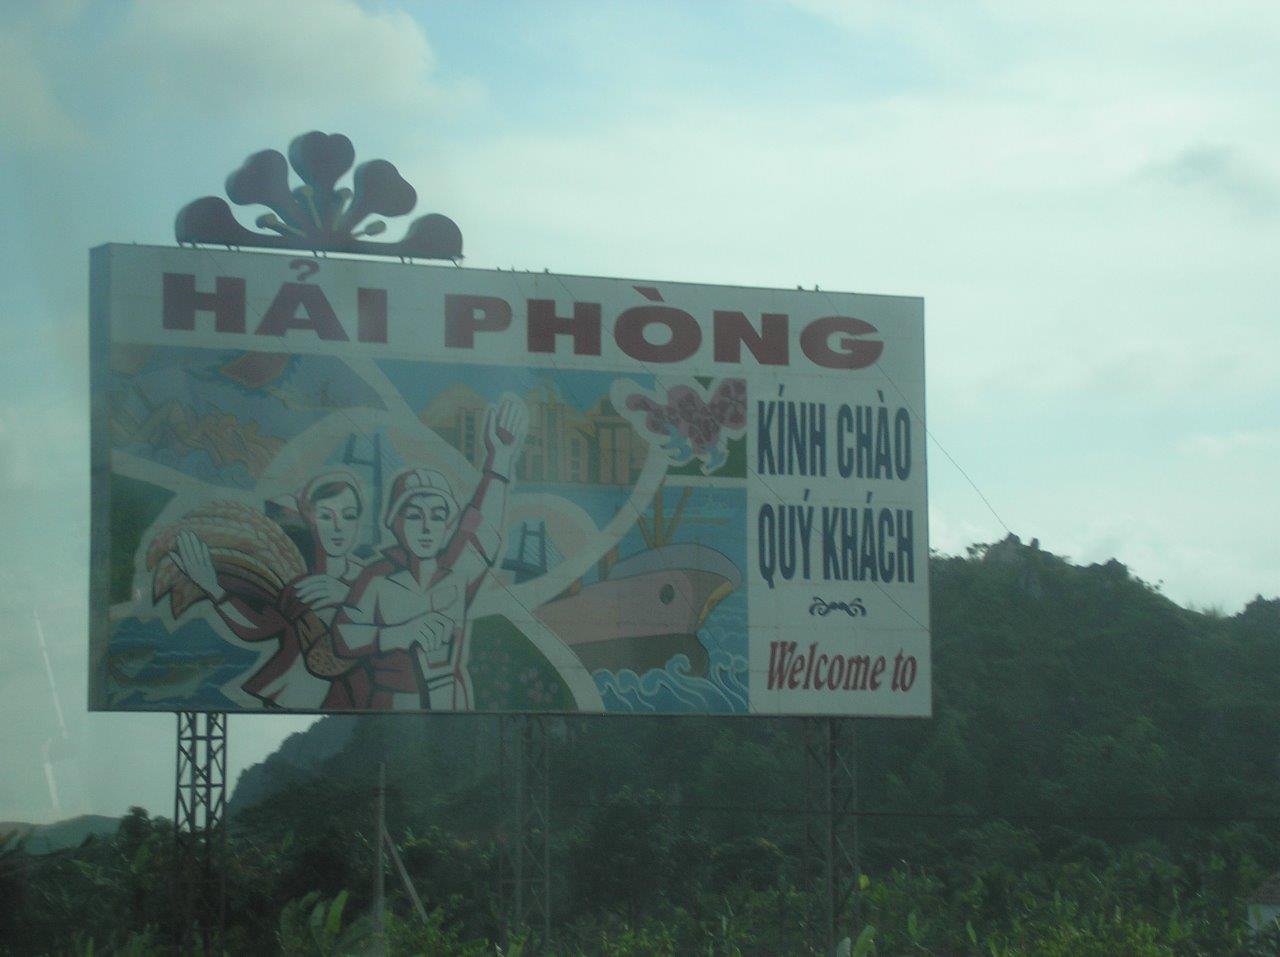 HẢI PHÒNG
KÍNH CHÀO
QUÝ KHÁCH
Welcome to